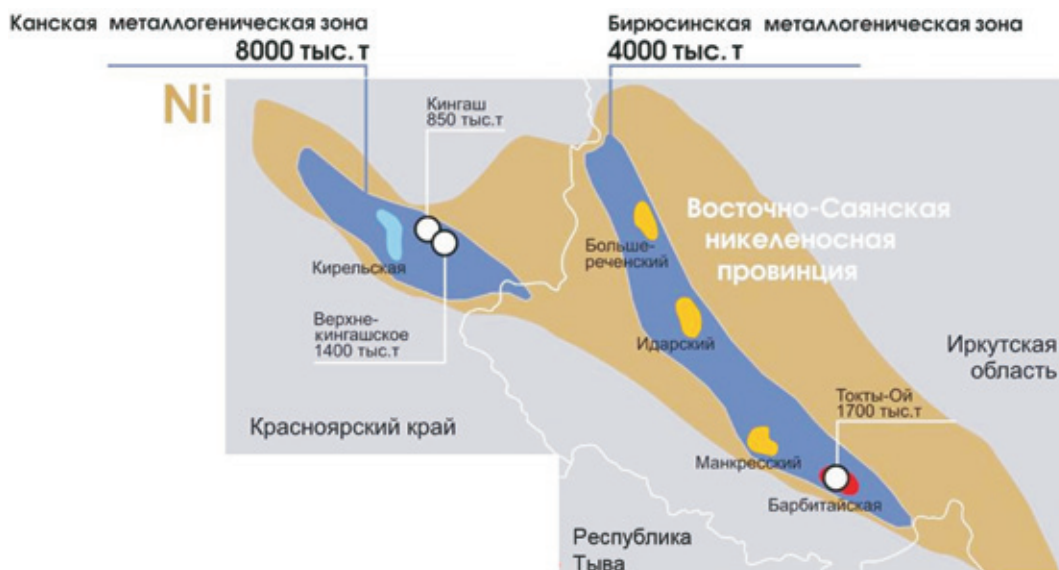 Канская металлогеническая зона
8000 тыс. т
Бирюсинская металлогеническая зона
4000 тыс. т
Ni
Кингаш
850 тыс.т
Восточно-Саянская
никеленосная
провинция
Больше-
реченский
Кирельская
Верхне-
кингашское
1400 тыс.т
Идарский
Иркутская
область
Токты-Ой
1700 тыс.т
Красноярский край
Манкресский
Барбитайская
Республика
Тыва